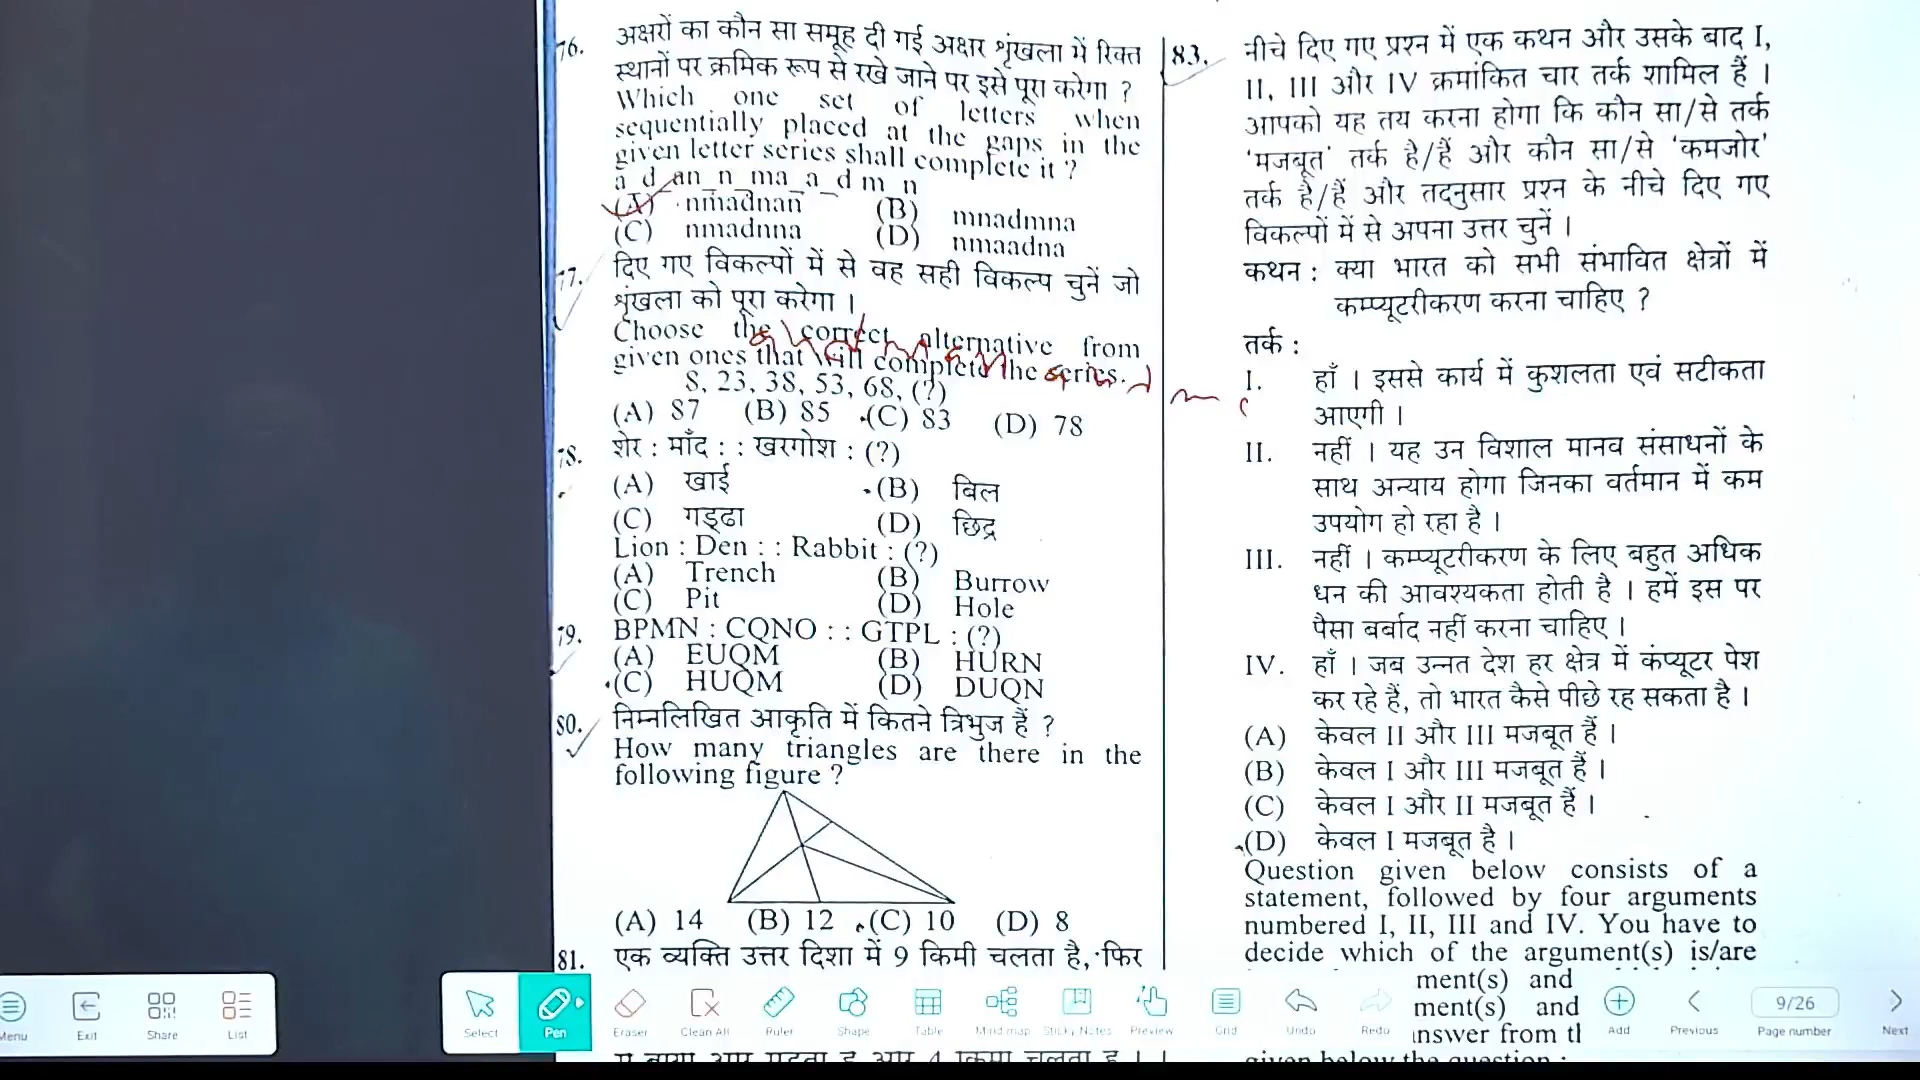 76. अक्षरों का कौन सा समूह दी गई अक्षर शृंखला में रिक्त
स्थानों पर क्रमिक रूप से रखे जाने पर इसे पूरा करेगा ?
Which one set of letters when
sequentially placed at the gaps in the
given letter series shall complete it ?
a_d_an_n_ma_a_d m_n
(A) nmadnan (B) mnadmna
(C) nmadnna (D) nmaadna
77. दिए गए विकल्पों में से वह सही विकल्प चुनें जो
शृंखला को पूरा करेगा ।
Choose the correct alternative from
given ones that will complete the series.
8, 23, 38, 53, 68, (?)
(A) 87 (B) 85 (C) 83 (D) 78
78. शेर : माँद : : खरगोश : (?)
(A) खाई (B) बिल
(C) गड्ढा (D) छिद्र
Lion : Den : : Rabbit : (?)
(A) Trench (B) Burrow
(C) Pit (D) Hole
79. BPMN : CQNO : : GTPL : (?)
(A) EUQM (B) HURN
(C) HUQM (D) DUQN
80. निम्नलिखित आकृति में कितने त्रिभुज हैं ?
How many triangles are there in the
following figure ?
(A) 14 (B) 12 (C) 10 (D) 8
81. एक व्यक्ति उत्तर दिशा में 9 किमी चलता है, फिर
83. नीचे दिए गए प्रश्न में एक कथन और उसके बाद I,
II, III और IV क्रमांकित चार तर्क शामिल हैं ।
आपको यह तय करना होगा कि कौन सा/से तर्क
‘मजबूत’ तर्क है/हैं और कौन सा/से ‘कमजोर’
तर्क है/हैं और तदनुसार प्रश्न के नीचे दिए गए
विकल्पों में से अपना उत्तर चुनें ।
कथन : क्या भारत को सभी संभावित क्षेत्रों में
कम्प्यूटरीकरण करना चाहिए ?
तर्क :
I. हाँ । इससे कार्य में कुशलता एवं सटीकता
आएगी ।
II. नहीं । यह उन विशाल मानव संसाधनों के
साथ अन्याय होगा जिनका वर्तमान में कम
उपयोग हो रहा है ।
III. नहीं । कम्प्यूटरीकरण के लिए बहुत अधिक
धन की आवश्यकता होती है । हमें इस पर
पैसा बर्बाद नहीं करना चाहिए ।
IV. हाँ । जब उन्नत देश हर क्षेत्र में कंप्यूटर पेश
कर रहे हैं, तो भारत कैसे पीछे रह सकता है ।
(A) केवल II और III मजबूत हैं ।
(B) केवल I और III मजबूत हैं ।
(C) केवल I और II मजबूत हैं ।
(D) केवल I मजबूत है ।
Question given below consists of a
statement, followed by four arguments
numbered I, II, III and IV. You have to
decide which of the argument(s) is/are
ment(s) and
ment(s) and
answer from tl
given below the question :
Menu Exit Share List Select Pen Eraser Clean All Ruler Shape Table Mind map Sticky Notes Preview Grid Undo Redo Add Previous 9/26 Page number Next